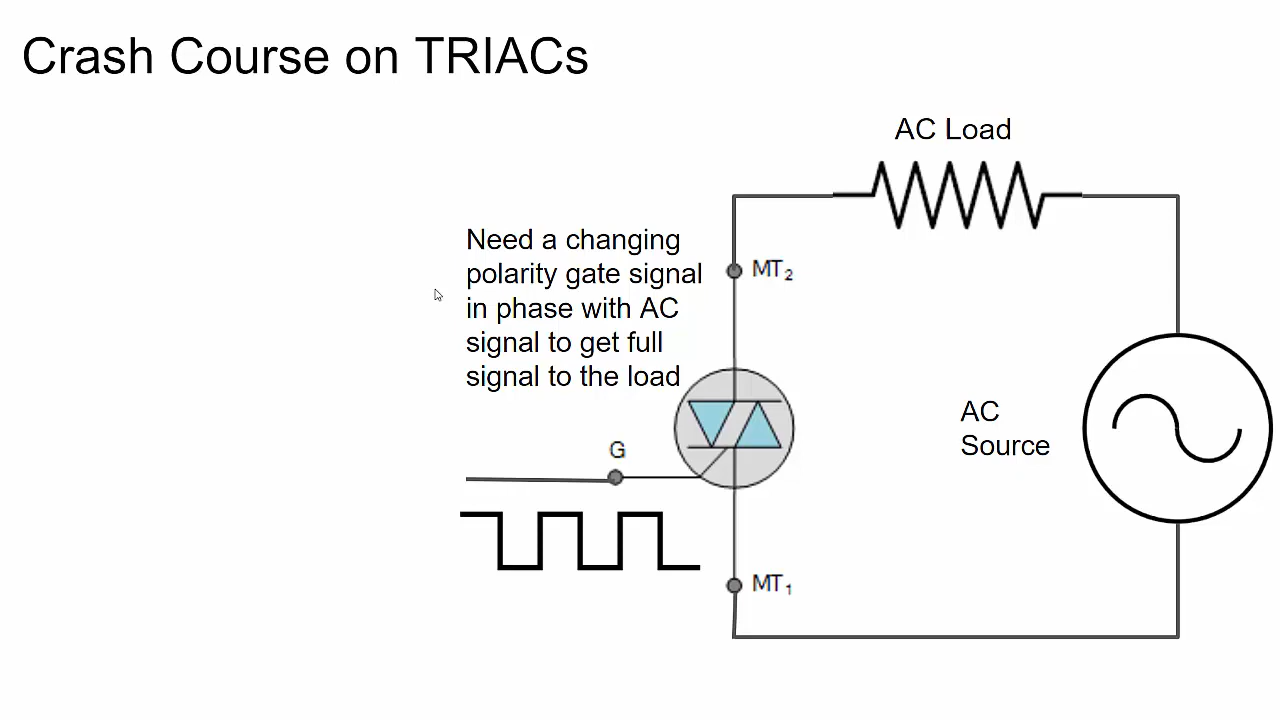 Crash Course on TRIACs
AC Load
Need a changing
polarity gate signal
in phase with AC
signal to get full
signal to the load
MT2
AC
Source
G
MT1